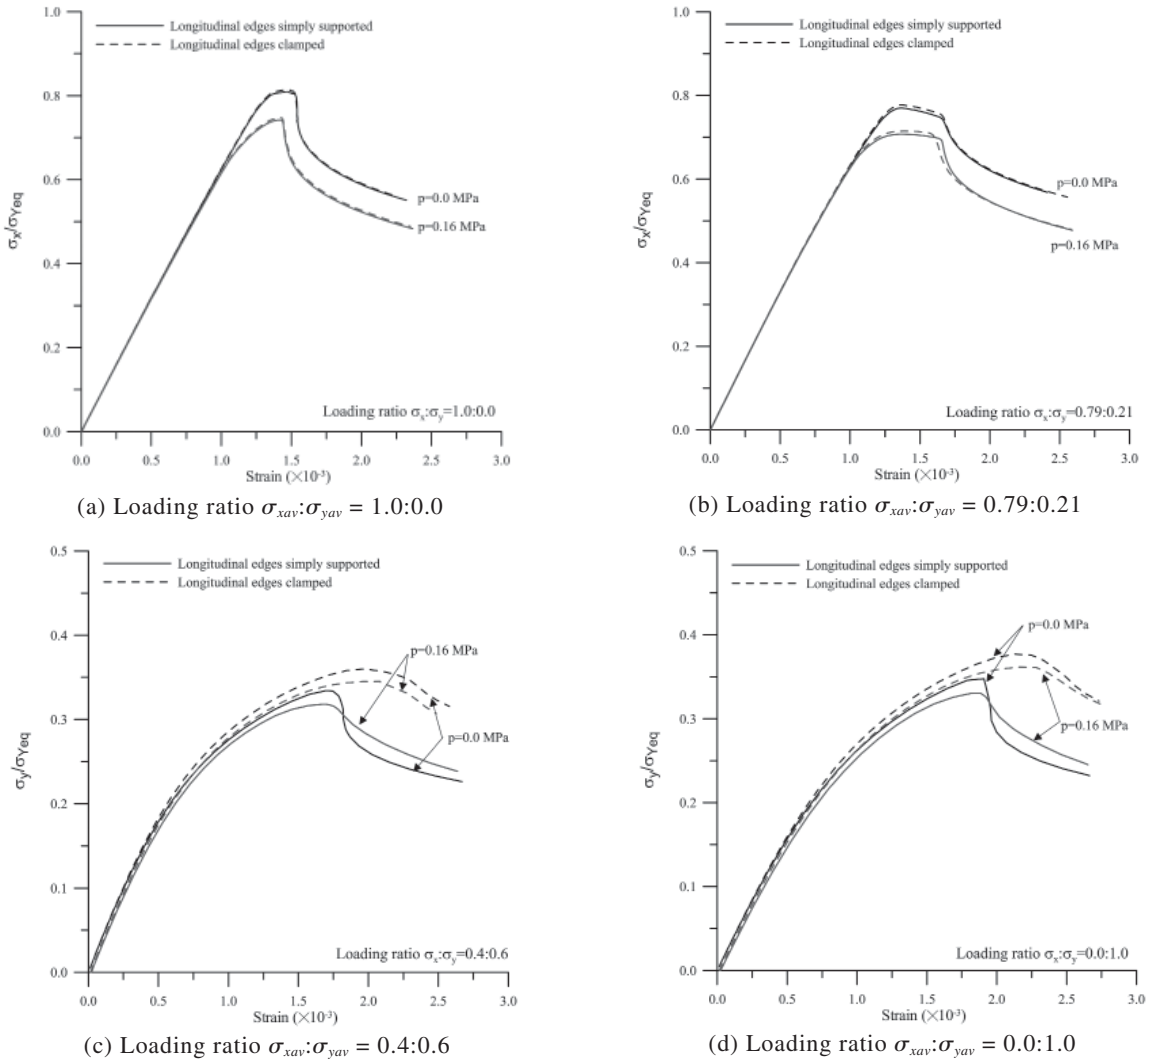 Longitudinal edges simply supported
Longitudinal edges clamped
1.0
0.8
0.6
0.4
0.2
0.0
σx/σYeq
p=0.0 MPa
p=0.16 MPa
Loading ratio σx:σy=1.0:0.0
0.0 0.5 1.0 1.5 2.0 2.5 3.0
Strain (×10-3)
(a) Loading ratio σxav:σyav = 1.0:0.0
Longitudinal edges simply supported
Longitudinal edges clamped
1.0
0.8
0.6
0.4
0.2
0.0
σx/σYeq
p=0.0 MPa
p=0.16 MPa
Loading ratio σx:σy=0.79:0.21
0.0 0.5 1.0 1.5 2.0 2.5 3.0
Strain (×10-3)
(b) Loading ratio σxav:σyav = 0.79:0.21
Longitudinal edges simply supported
Longitudinal edges clamped
0.5
0.4
0.3
0.2
0.1
0.0
σy/σYeq
p=0.16 MPa
p=0.0 MPa
Loading ratio σx:σy=0.4:0.6
0.0 0.5 1.0 1.5 2.0 2.5 3.0
Strain (×10-3)
(c) Loading ratio σxav:σyav = 0.4:0.6
Longitudinal edges simply supported
Longitudinal edges clamped
0.5
0.4
0.3
0.2
0.1
0.0
σy/σYeq
p=0.0 MPa
p=0.16 MPa
Loading ratio σx:σy=0.0:1.0
0.0 0.5 1.0 1.5 2.0 2.5 3.0
Strain (×10-3)
(d) Loading ratio σxav:σyav = 0.0:1.0